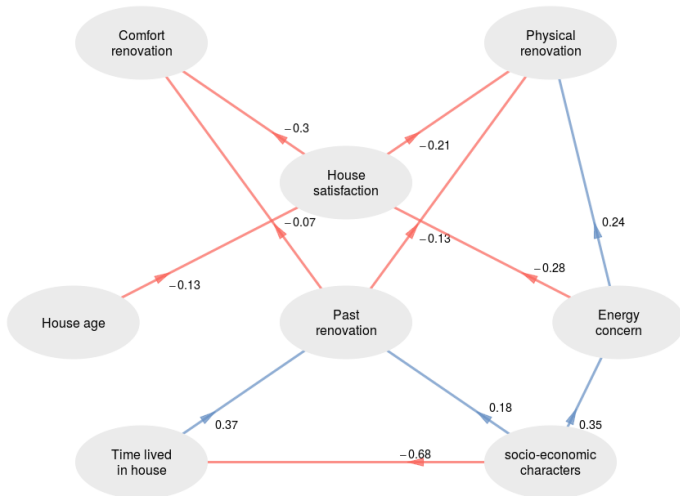 Comfort
renovation
Physical
renovation
−0.3
−0.21
House
satisfaction
−0.07
−0.13
0.24
−0.13
−0.28
House age
Past
renovation
Energy
concern
0.37
0.18
0.35
Time lived
in house
−0.68
socio-economic
characters